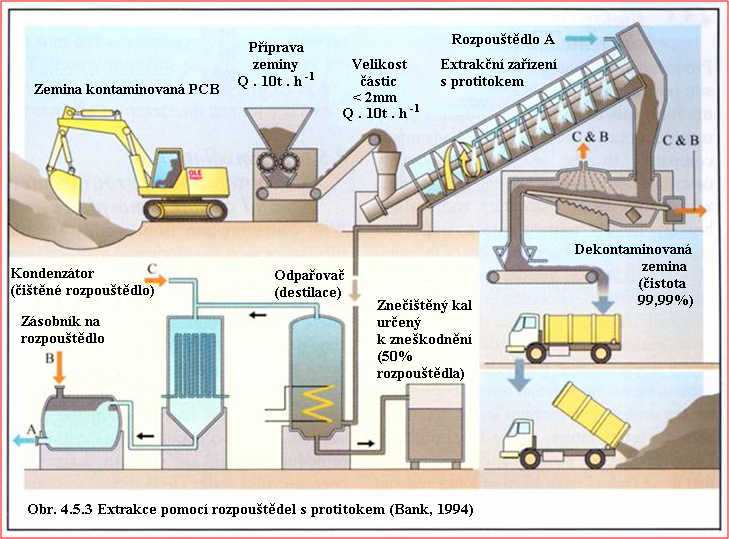 Zemina kontaminovaná PCB
Příprava
zeminy
Q . 10t . h -1
Velikost
částic
< 2mm
Q . 10t . h -1
Rozpouštědlo A
Extrakční zařízení
s protitokem
OLE
C & B
C & B
Dekontaminovaná
zemina
(čistota
99,99%)
Kondenzátor
(čištěné rozpouštědlo)
C
Odpařovač
(destilace)
Znečištěný kal
určený
k zneškodnění
(50%
rozpouštědla)
Zásobník na
rozpouštědlo
B
A
Obr. 4.5.3 Extrakce pomocí rozpouštědel s protitokem (Bank, 1994)